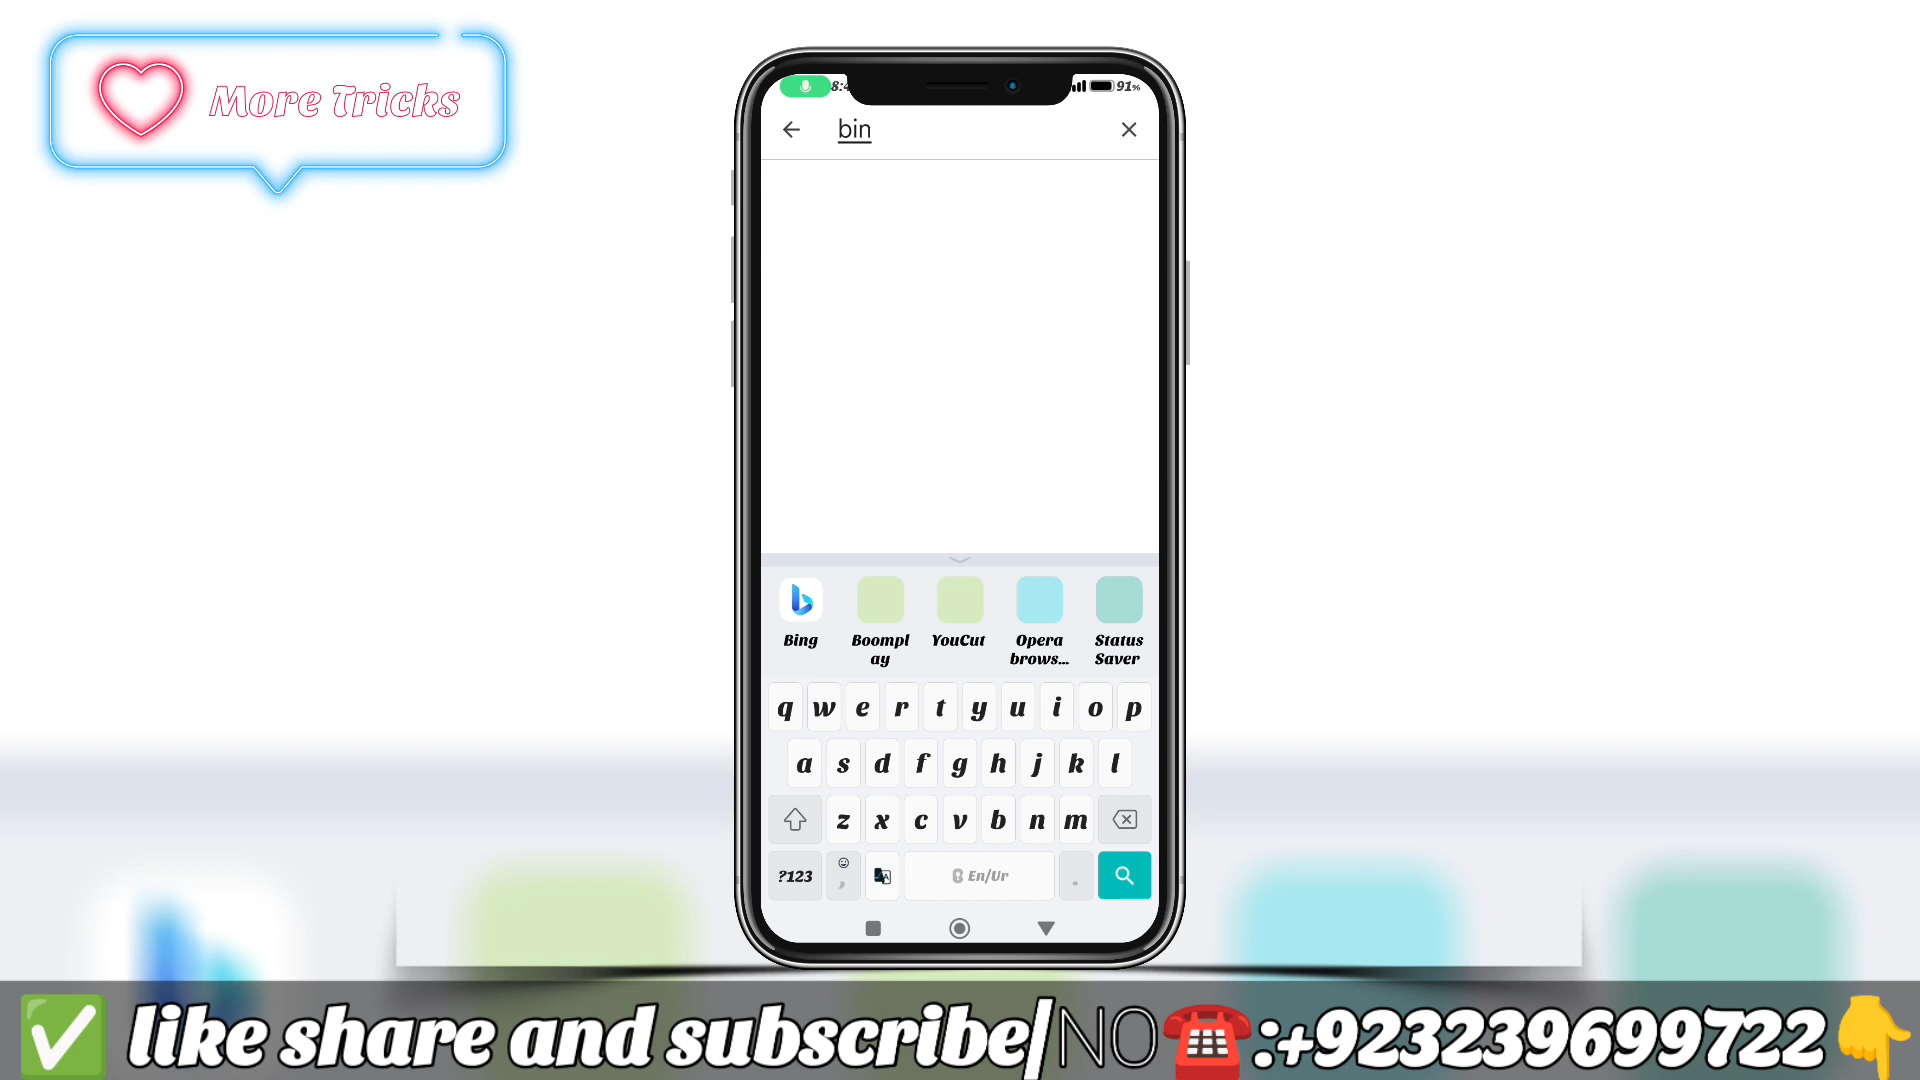 More Tricks
8:4
91%
bin
Bing
Boompl
ay
YouCut
Opera
brows...
Status
Saver
q w e r t y u i o p
a s d f g h j k l
z x c v b n m
?123 , En/Ur .
like share and subscribe/NO☎️:+923239699722